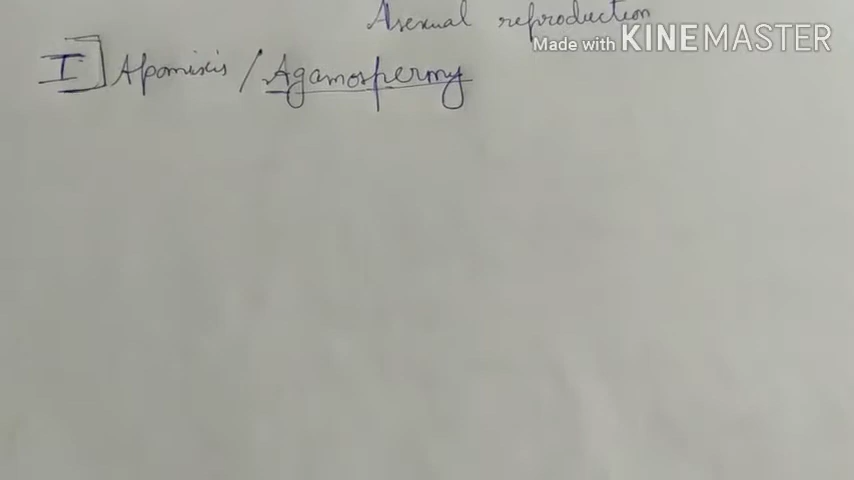 Asexual reproduction
Made with KINEMASTER
I] Apomixis / Agamospermy